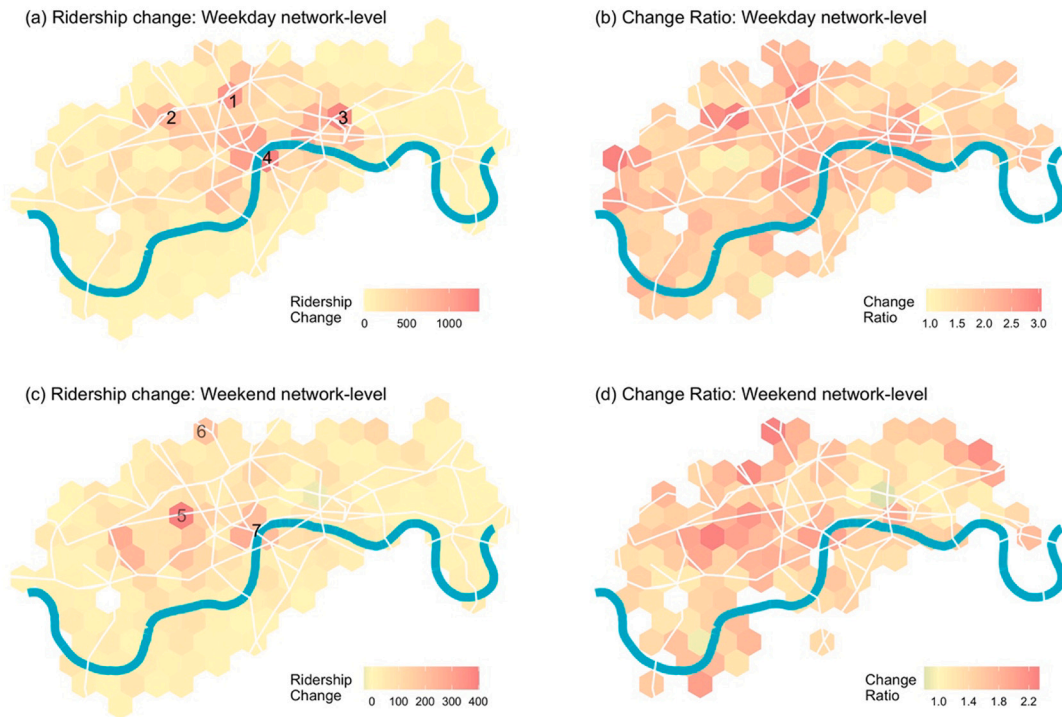 (a) Ridership change: Weekday network-level
(b) Change Ratio: Weekday network-level
1
2
3
4
Ridership
Change
0 500 1000
Change
Ratio
1.0 1.5 2.0 2.5 3.0
(c) Ridership change: Weekend network-level
(d) Change Ratio: Weekend network-level
6
5
7
Ridership
Change
0 100 200 300 400
Change
Ratio
1.0 1.4 1.8 2.2